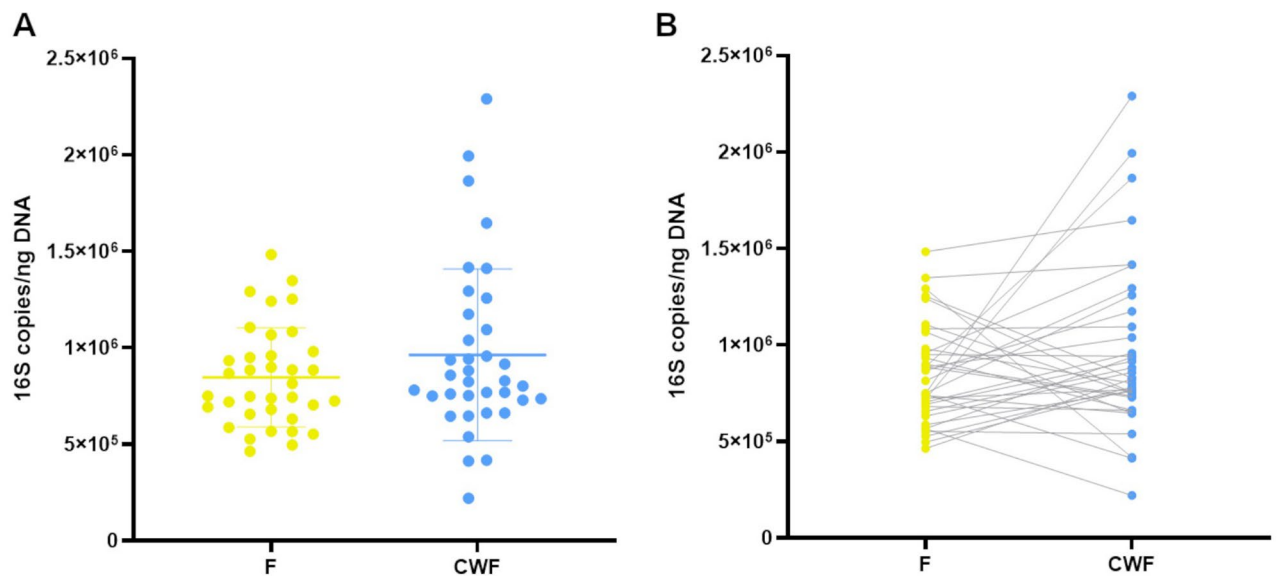 A
2.5×10⁶
2×10⁶
1.5×10⁶
1×10⁶
5×10⁵
0
16S copies/ng DNA
F CWF
B
2.5×10⁶
2×10⁶
1.5×10⁶
1×10⁶
5×10⁵
0
16S copies/ng DNA
F CWF